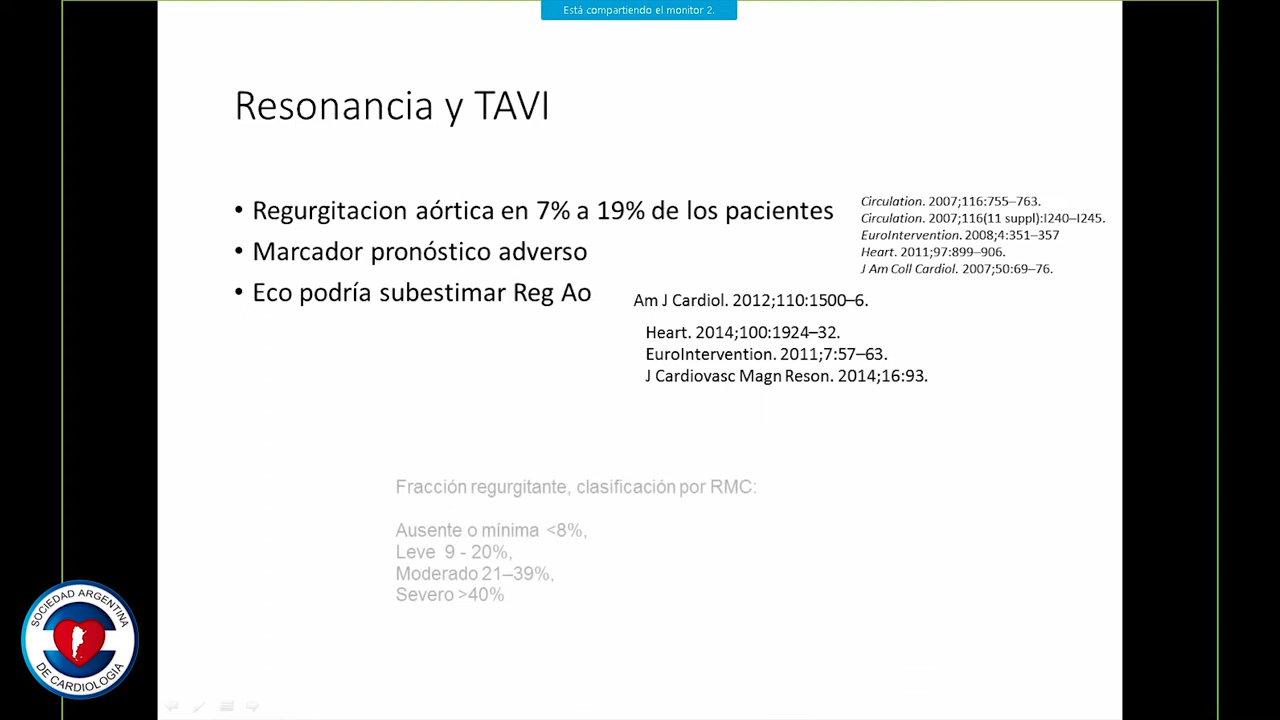 Está compartiendo el monitor 2.
Resonancia y TAVI
• Regurgitacion aórtica en 7% a 19% de los pacientes
• Marcador pronóstico adverso
• Eco podría subestimar Reg Ao
Circulation. 2007;116:755–763.
Circulation. 2007;116(11 suppl):I240–I245.
EuroIntervention. 2008;4:351–357
Heart. 2011;97:899–906.
J Am Coll Cardiol. 2007;50:69–76.
Am J Cardiol. 2012;110:1500–6.
Heart. 2014;100:1924–32.
EuroIntervention. 2011;7:57–63.
J Cardiovasc Magn Reson. 2014;16:93.
Fracción regurgitante, clasificación por RMC:
Ausente o mínima <8%,
Leve 9 - 20%,
Moderado 21–39%,
Severo >40%
SOCIEDAD ARGENTINA
DE CARDIOLOGIA